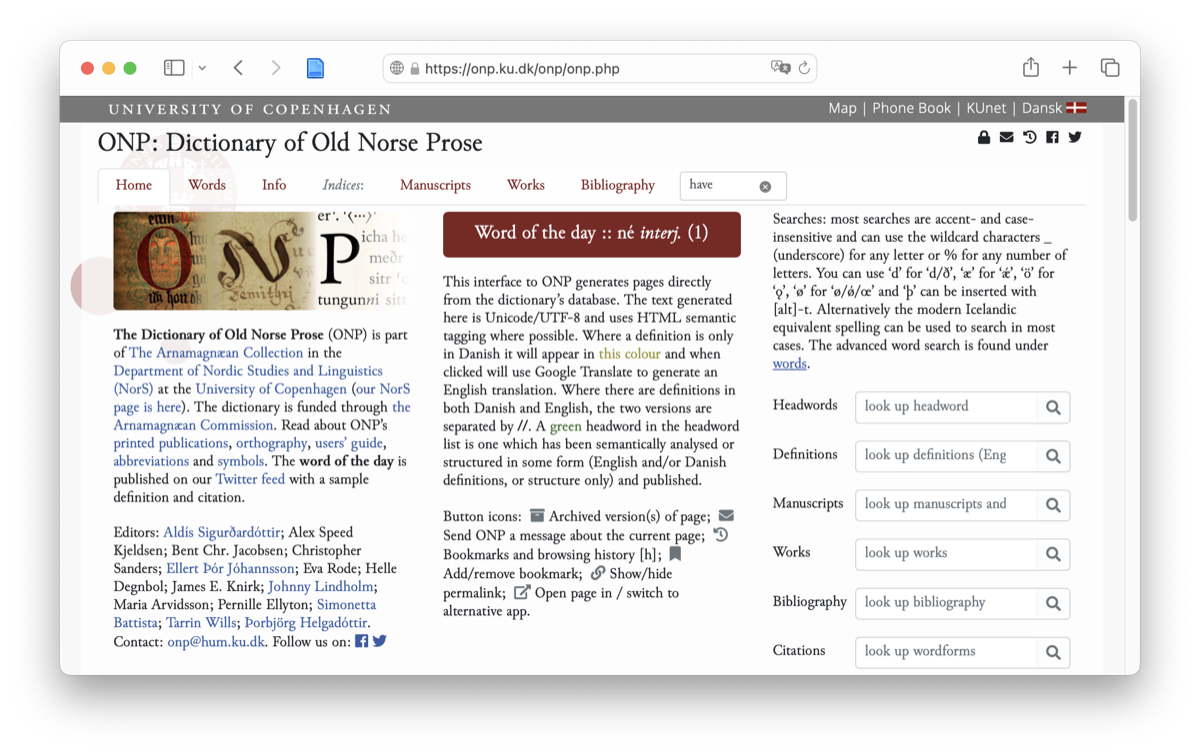 https://onp.ku.dk/onp/onp.php
UNIVERSITY OF COPENHAGEN
Map | Phone Book | KUnet | Dansk
ONP: Dictionary of Old Norse Prose
Home Words Info Indices: Manuscripts Works Bibliography have
O N P
er'. '(···)'
icha he
meðr
sitr
tungunni sitt
Demithri
The Dictionary of Old Norse Prose (ONP) is part
of The Arnamagnæan Collection in the
Department of Nordic Studies and Linguistics
(NorS) at the University of Copenhagen (our NorS
page is here). The dictionary is funded through the
Arnamagnæan Commission. Read about ONP's
printed publications, orthography, users' guide,
abbreviations and symbols. The word of the day is
published on our Twitter feed with a sample
definition and citation.
Editors: Aldís Sigurðardóttir; Alex Speed
Kjeldsen; Bent Chr. Jacobsen; Christopher
Sanders; Ellert Þór Jóhannsson; Eva Rode; Helle
Degnbol; James E. Knirk; Johnny Lindholm;
Maria Arvidsson; Pernille Ellyton; Simonetta
Battista; Tarrin Wills; Þorbjörg Helgadóttir.
Contact: onp@hum.ku.dk. Follow us on:
Word of the day :: né interj. (1)
This interface to ONP generates pages directly
from the dictionary's database. The text generated
here is Unicode/UTF-8 and uses HTML semantic
tagging where possible. Where a definition is only
in Danish it will appear in this colour and when
clicked will use Google Translate to generate an
English translation. Where there are definitions in
both Danish and English, the two versions are
separated by //. A green headword in the headword
list is one which has been semantically analysed or
structured in some form (English and/or Danish
definitions, or structure only) and published.
Button icons: Archived version(s) of page;
Send ONP a message about the current page;
Bookmarks and browsing history [h];
Add/remove bookmark; Show/hide
permalink; Open page in / switch to
alternative app.
Searches: most searches are accent- and case-
insensitive and can use the wildcard characters _
(underscore) for any letter or % for any number of
letters. You can use 'd' for 'd/ð', 'æ' for 'ǽ', 'ö' for
'ǫ', 'ø' for 'ø/ǿ/œ' and 'þ' can be inserted with
[alt]-t. Alternatively the modern Icelandic
equivalent spelling can be used to search in most
cases. The advanced word search is found under
words.
Headwords look up headword
Definitions look up definitions (Eng
Manuscripts look up manuscripts and
Works look up works
Bibliography look up bibliography
Citations look up wordforms